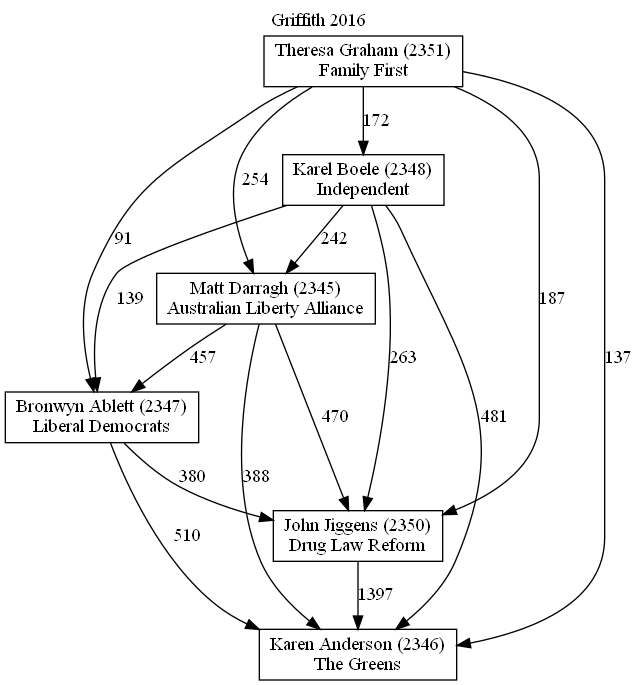 Griffith 2016
Theresa Graham (2351)
Family First
172
Karel Boele (2348)
Independent
254
91
242
139
187
Matt Darragh (2345)
Australian Liberty Alliance
457
263
137
Bronwyn Ablett (2347)
Liberal Democrats
470
481
380
388
John Jiggens (2350)
Drug Law Reform
510
1397
Karen Anderson (2346)
The Greens